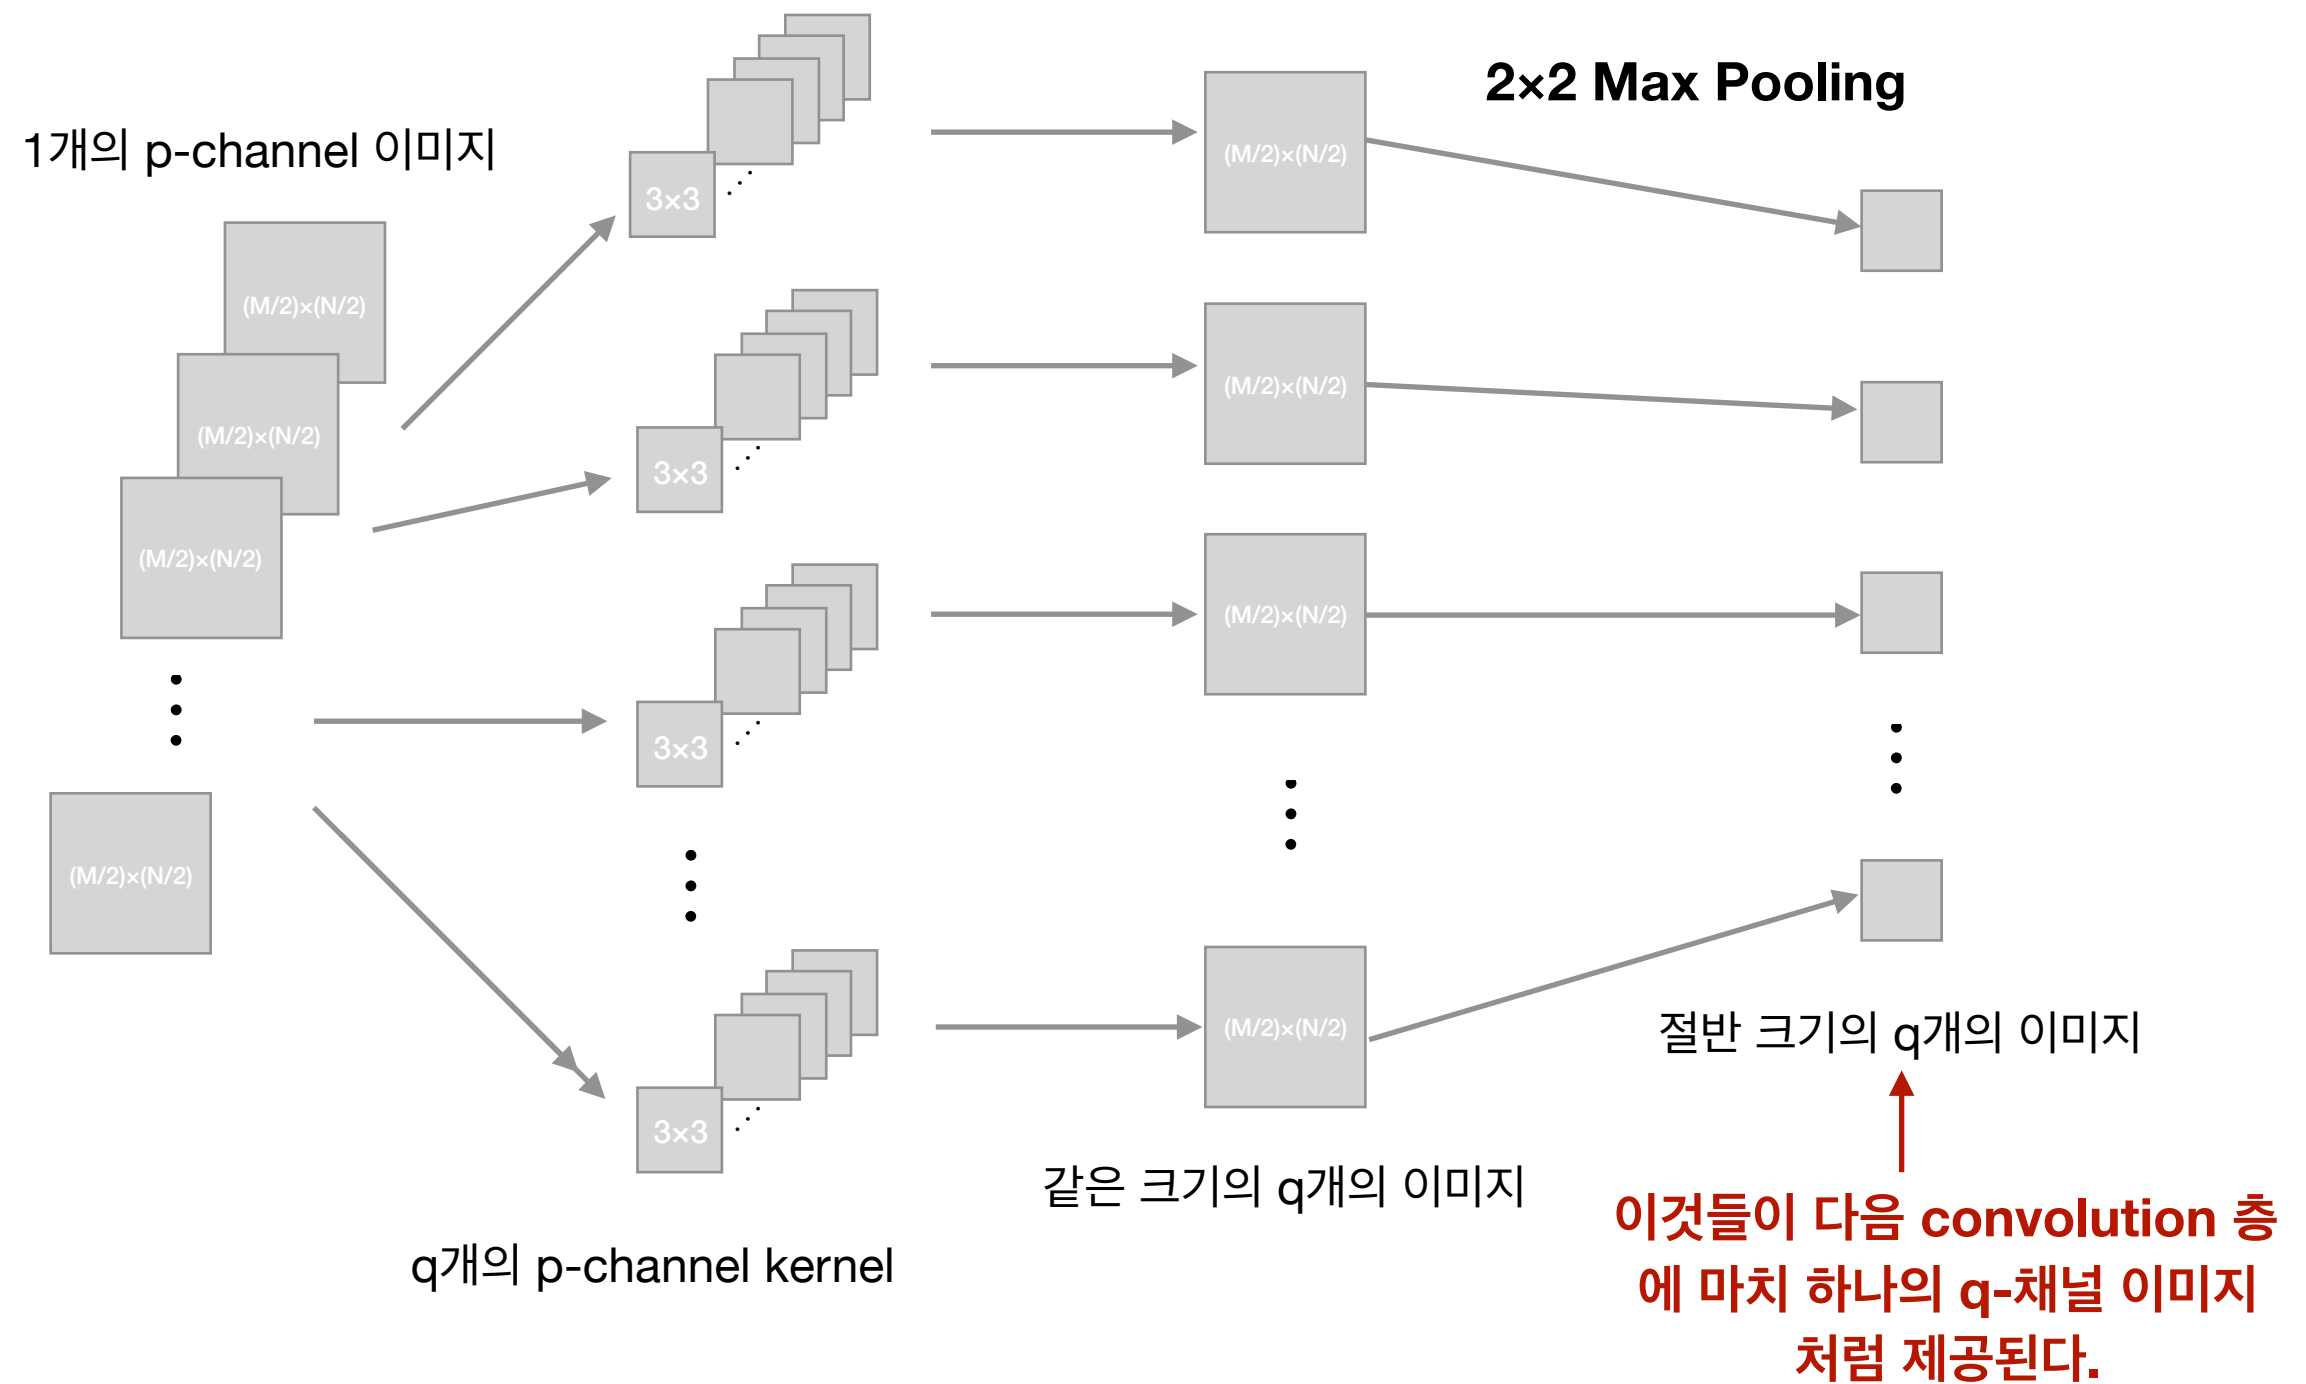 2×2 Max Pooling
1개의 p-channel 이미지
(M/2)×(N/2)
(M/2)×(N/2)
(M/2)×(N/2)
(M/2)×(N/2)
3×3
3×3
3×3
3×3
q개의 p-channel kernel
(M/2)×(N/2)
(M/2)×(N/2)
(M/2)×(N/2)
(M/2)×(N/2)
같은 크기의 q개의 이미지
절반 크기의 q개의 이미지
이것들이 다음 convolution 층
에 마치 하나의 q-채널 이미지
처럼 제공된다.